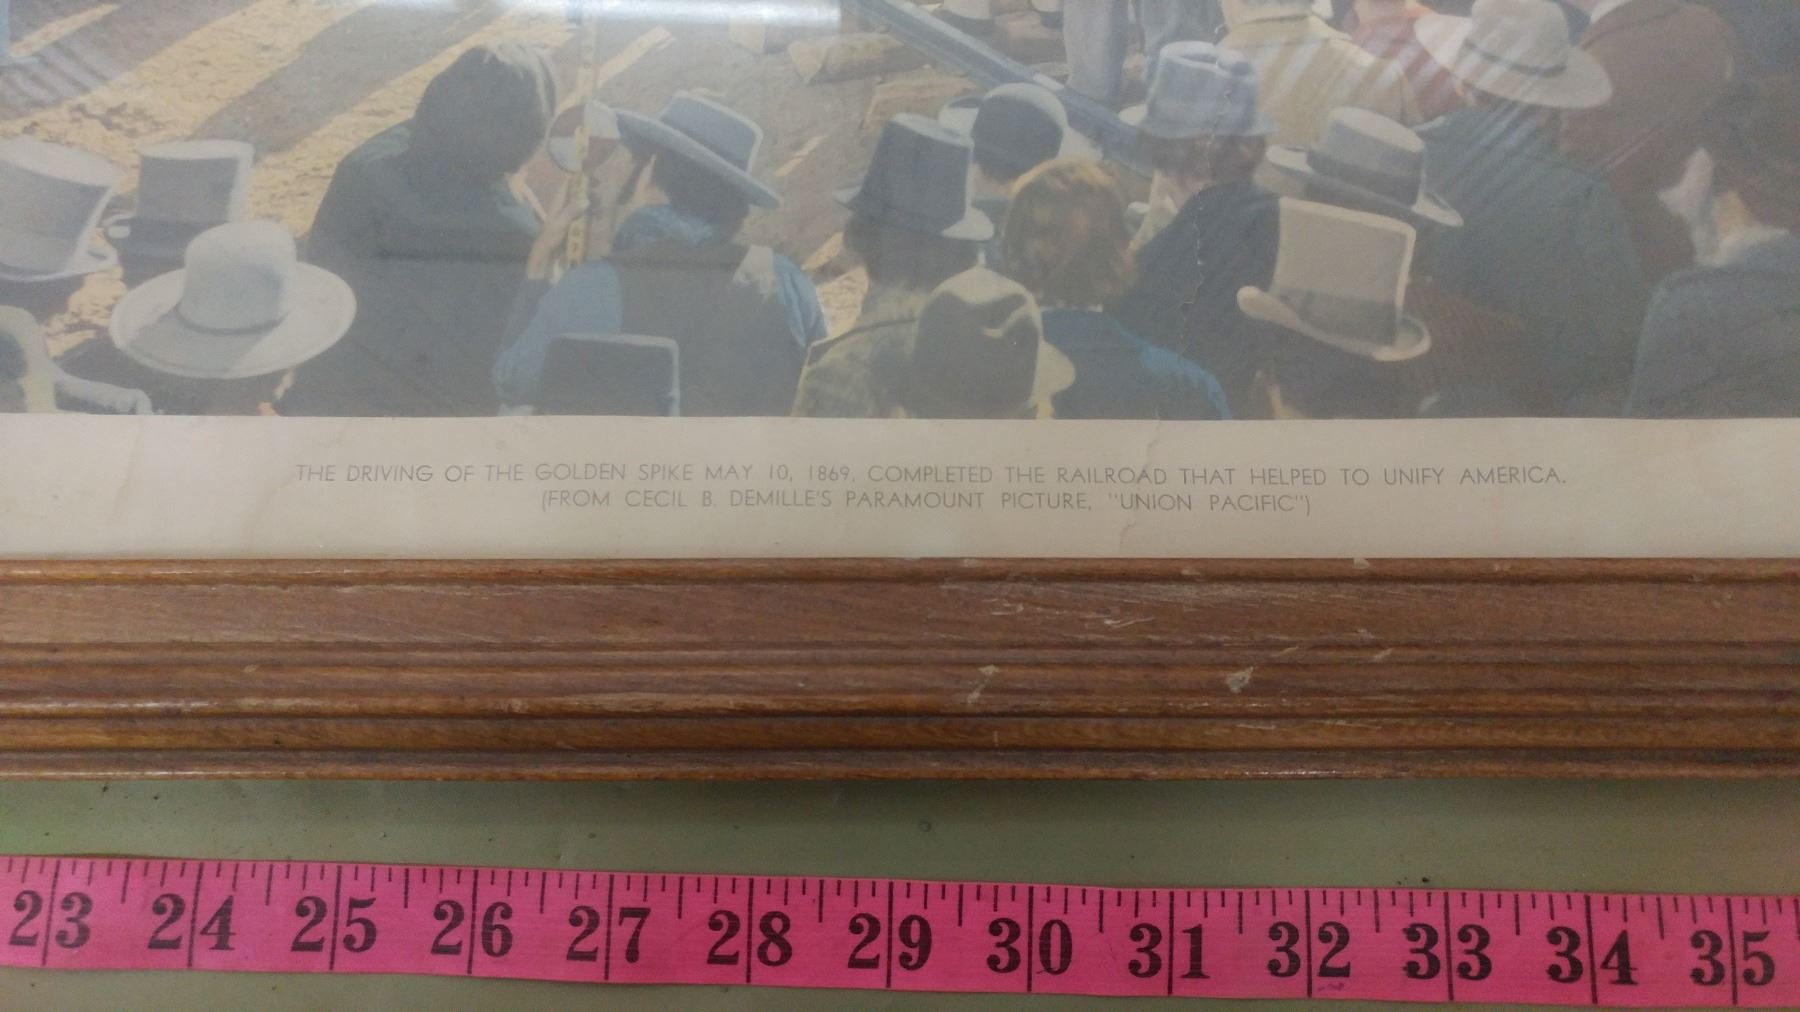 THE DRIVING OF THE GOLDEN SPIKE MAY 10, 1869, COMPLETED THE RAILROAD THAT HELPED TO UNIFY AMERICA.
(FROM CECIL B. DEMILLE'S PARAMOUNT PICTURE, "UNION PACIFIC")
23 24 25 26 27 28 29 30 31 32 33 34 35